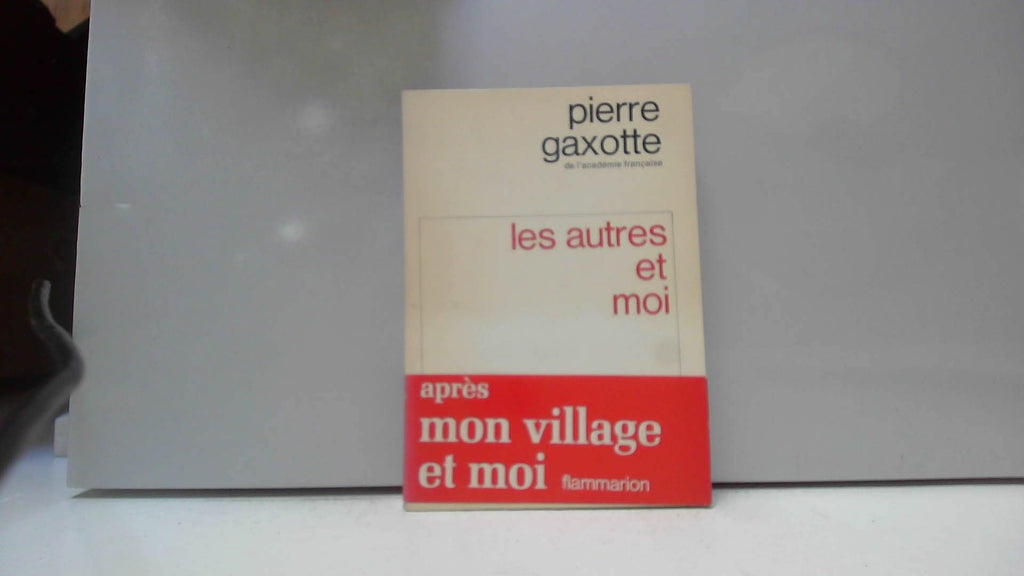 pierre
gaxotte
de l'académie française
les autres
et
moi
après
mon village
et moi flammarion